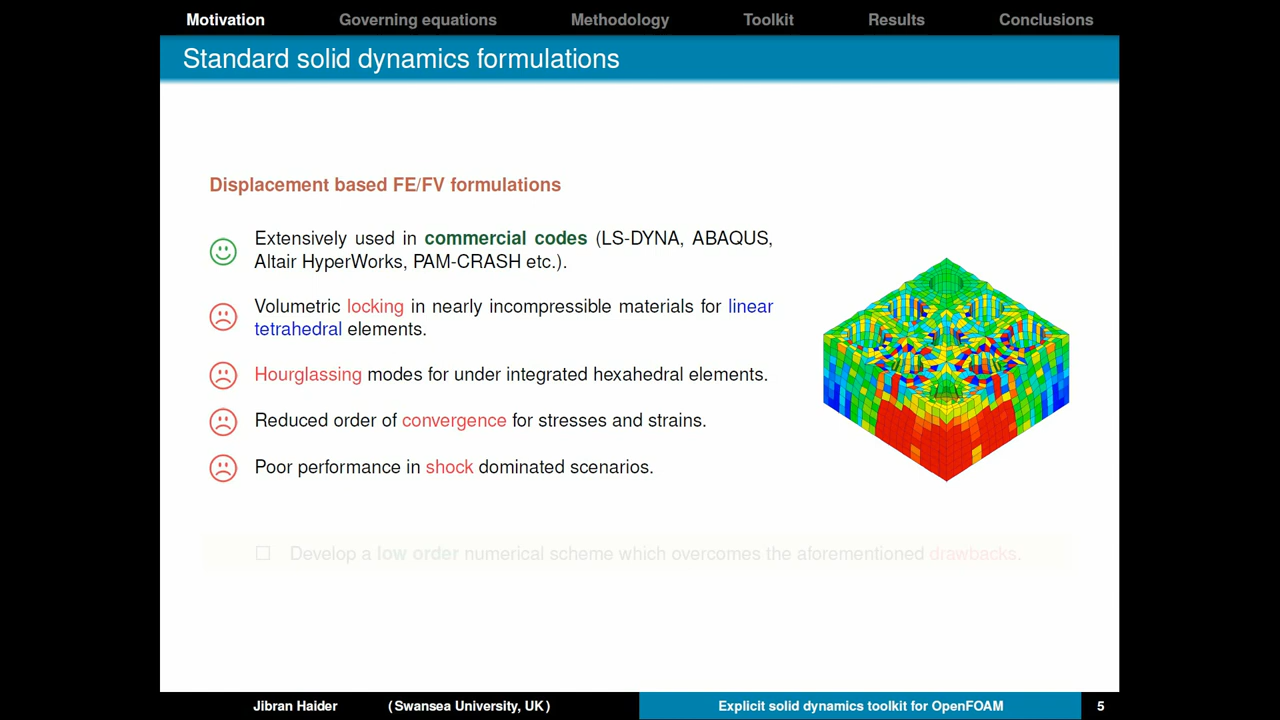 Motivation Governing equations Methodology Toolkit Results Conclusions
Standard solid dynamics formulations
Displacement based FE/FV formulations
Extensively used in commercial codes (LS-DYNA, ABAQUS,
Altair HyperWorks, PAM-CRASH etc.).
Volumetric locking in nearly incompressible materials for linear
tetrahedral elements.
Hourglassing modes for under integrated hexahedral elements.
Reduced order of convergence for stresses and strains.
Poor performance in shock dominated scenarios.
Develop a low order numerical scheme which overcomes the aforementioned drawbacks.
Jibran Haider (Swansea University, UK) Explicit solid dynamics toolkit for OpenFOAM 5